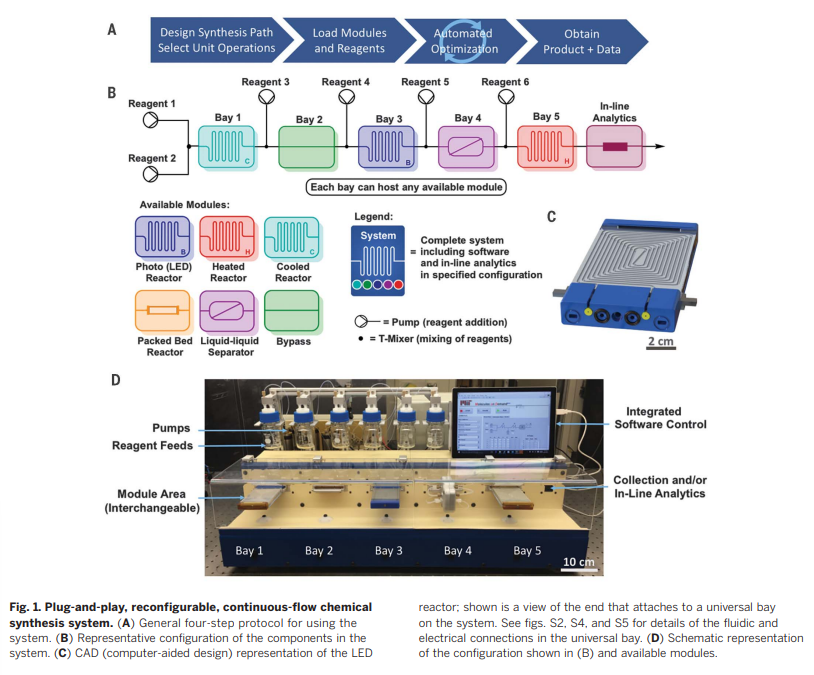 A
Design Synthesis Path
Select Unit Operations
Load Modules
and Reagents
Automated
Optimization
Obtain
Product + Data
B
Reagent 1
Reagent 2
Reagent 3
Reagent 4
Reagent 5
Reagent 6
Bay 1
Bay 2
Bay 3
Bay 4
Bay 5
In-line
Analytics
C
B
H
Each bay can host any available module
Available Modules:
B
H
C
Photo (LED)
Reactor
Heated
Reactor
Cooled
Reactor
Packed Bed
Reactor
Liquid-liquid
Separator
Bypass
Legend:
System
= Complete system
including software
and in-line analytics
in specified configuration
= Pump (reagent addition)
= T-Mixer (mixing of reagents)
C
2 cm
D
Pumps
Reagent Feeds
Module Area
(Interchangeable)
Integrated
Software Control
Collection and/or
In-Line Analytics
Bay 1
Bay 2
Bay 3
Bay 4
Bay 5
10 cm
Fig. 1. Plug-and-play, reconfigurable, continuous-flow chemical
synthesis system. (A) General four-step protocol for using the
system. (B) Representative configuration of the components in the
system. (C) CAD (computer-aided design) representation of the LED
reactor; shown is a view of the end that attaches to a universal bay
on the system. See figs. S2, S4, and S5 for details of the fluidic and
electrical connections in the universal bay. (D) Schematic representation
of the configuration shown in (B) and available modules.